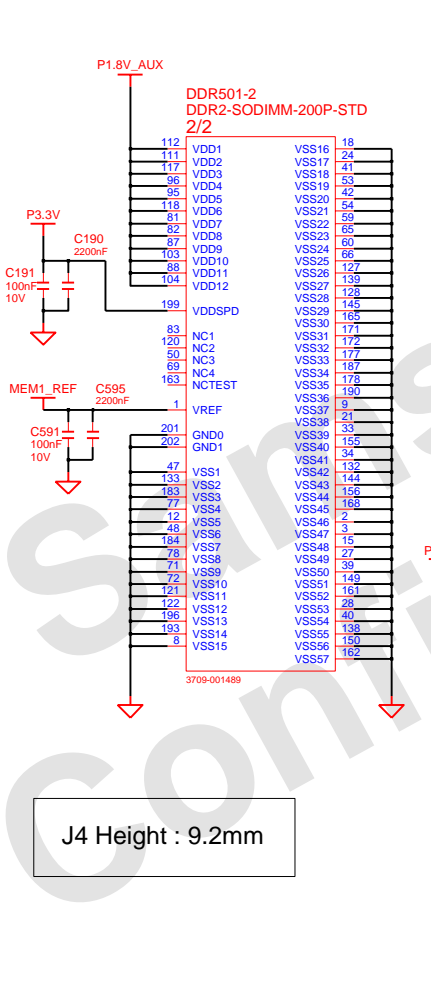 P1.8V_AUX
DDR501-2
DDR2-SODIMM-200P-STD
2/2
112 VDD1
111 VDD2
117 VDD3
96 VDD4
95 VDD5
118 VDD6
81 VDD7
82 VDD8
87 VDD9
103 VDD10
88 VDD11
104 VDD12
199 VDDSPD
83 NC1
120 NC2
50 NC3
69 NC4
163 NCTEST
1 VREF
201 GND0
202 GND1
47 VSS1
133 VSS2
183 VSS3
77 VSS4
12 VSS5
48 VSS6
184 VSS7
78 VSS8
71 VSS9
72 VSS10
121 VSS11
122 VSS12
196 VSS13
193 VSS14
8 VSS15
VSS16 18
VSS17 24
VSS18 41
VSS19 53
VSS20 42
VSS21 54
VSS22 59
VSS23 65
VSS24 60
VSS25 66
VSS26 127
VSS27 139
VSS28 128
VSS29 145
VSS30 165
VSS31 171
VSS32 172
VSS33 177
VSS34 187
VSS35 178
VSS36 190
VSS37 9
VSS38 21
VSS39 33
VSS40 155
VSS41 34
VSS42 132
VSS43 144
VSS44 156
VSS45 168
VSS46 2
VSS47 3
VSS48 15
VSS49 27
VSS50 39
VSS51 149
VSS52 161
VSS53 28
VSS54 40
VSS55 138
VSS56 150
VSS57 162
3709-001489
P3.3V
C190
2200nF
C191
100nF
10V
MEM1_REF
C595
2200nF
C591
100nF
10V
P
Sams
Confi
J4 Height : 9.2mm